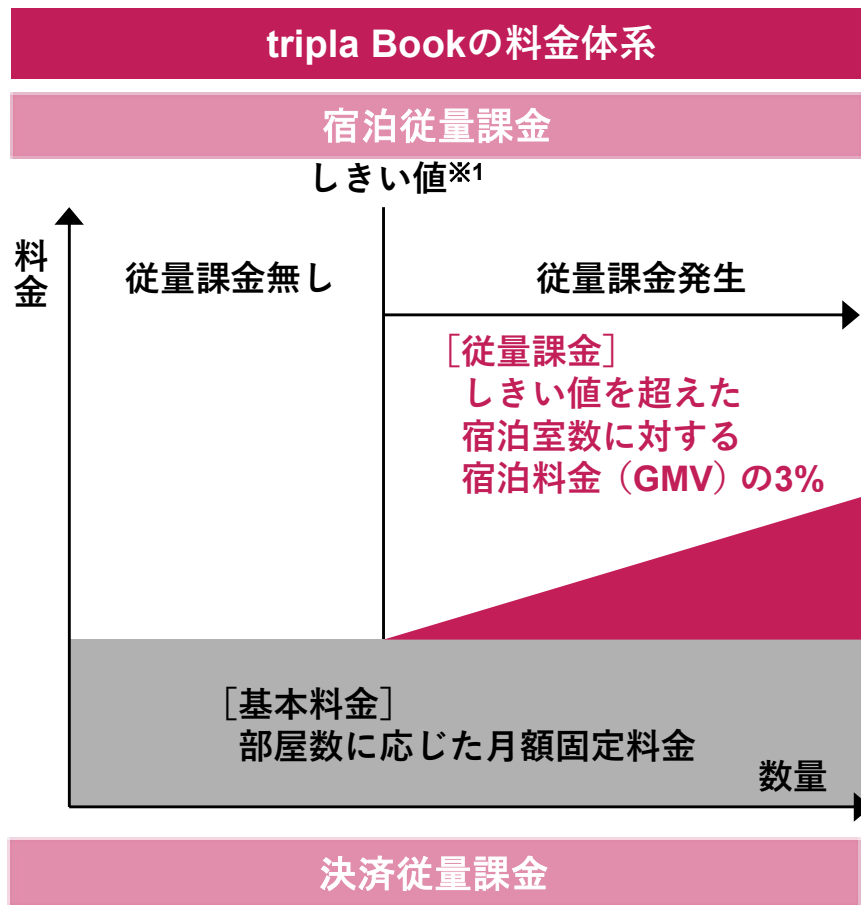 tripla Bookの料金体系
宿泊従量課金
しきい値※1
料金
従量課金無し
従量課金発生
［従量課金］
しきい値を超えた
宿泊室数に対する
宿泊料金（GMV）の3%
［基本料金］
部屋数に応じた月額固定料金
数量
決済従量課金